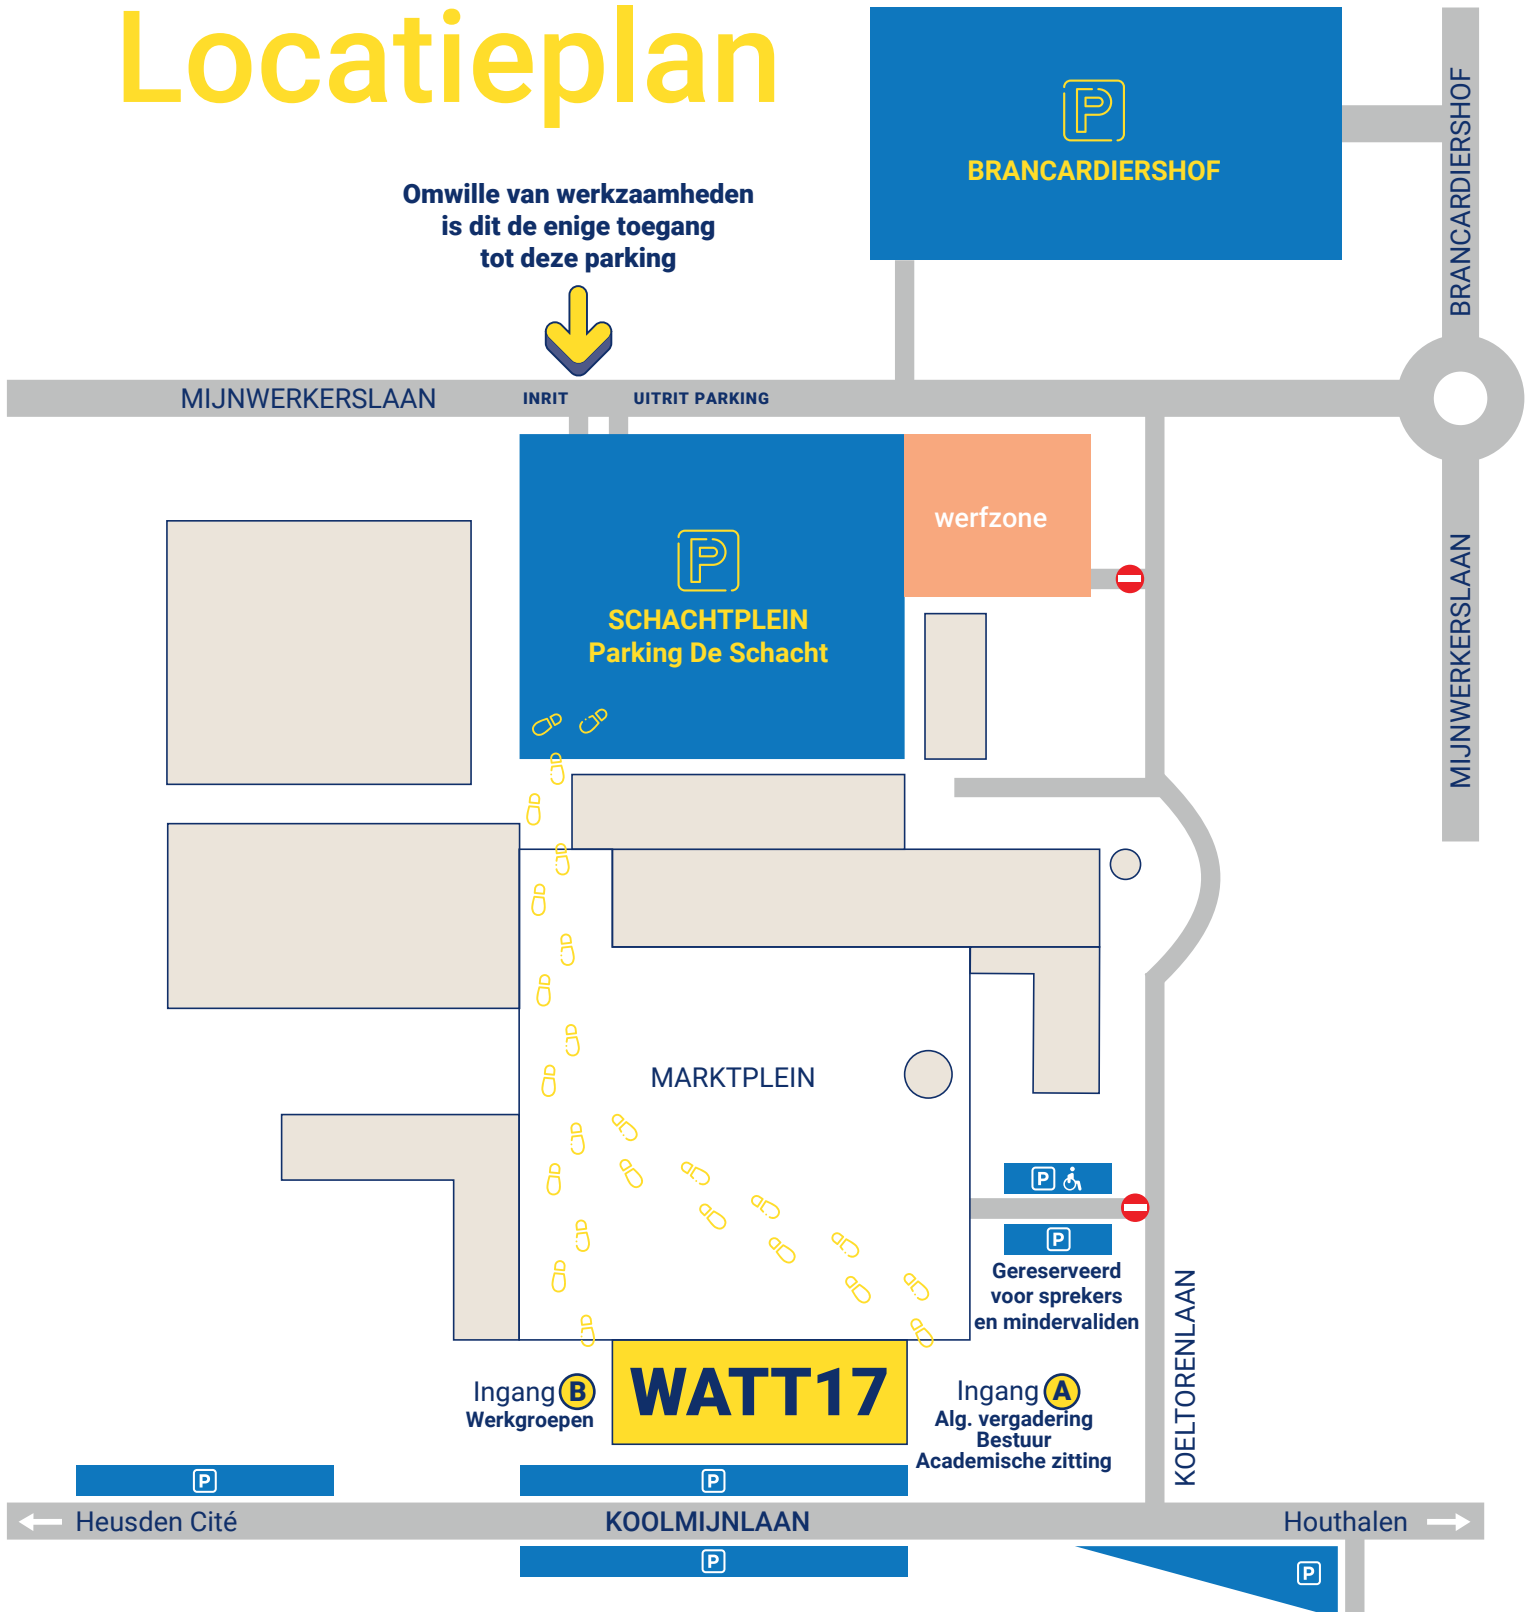 Locatieplan
P
BRANCARDIERSHOF
BRANCARDIERSHOF
Omwille van werkzaamheden
is dit de enige toegang
tot deze parking
MIJNWERKERSLAAN
INRIT
UITRIT PARKING
werfzone
P
SCHACHTPLEIN
Parking De Schacht
MIJNWERKERSLAAN
MARKTPLEIN
P
P
Gereserveerd
voor sprekers
en mindervaliden
KOELTORENLAAN
Ingang B
Werkgroepen
WATT17
Ingang A
Alg. vergadering
Bestuur
Academische zitting
P
P
Heusden Cité
KOOLMIJNLAAN
Houthalen
P
P